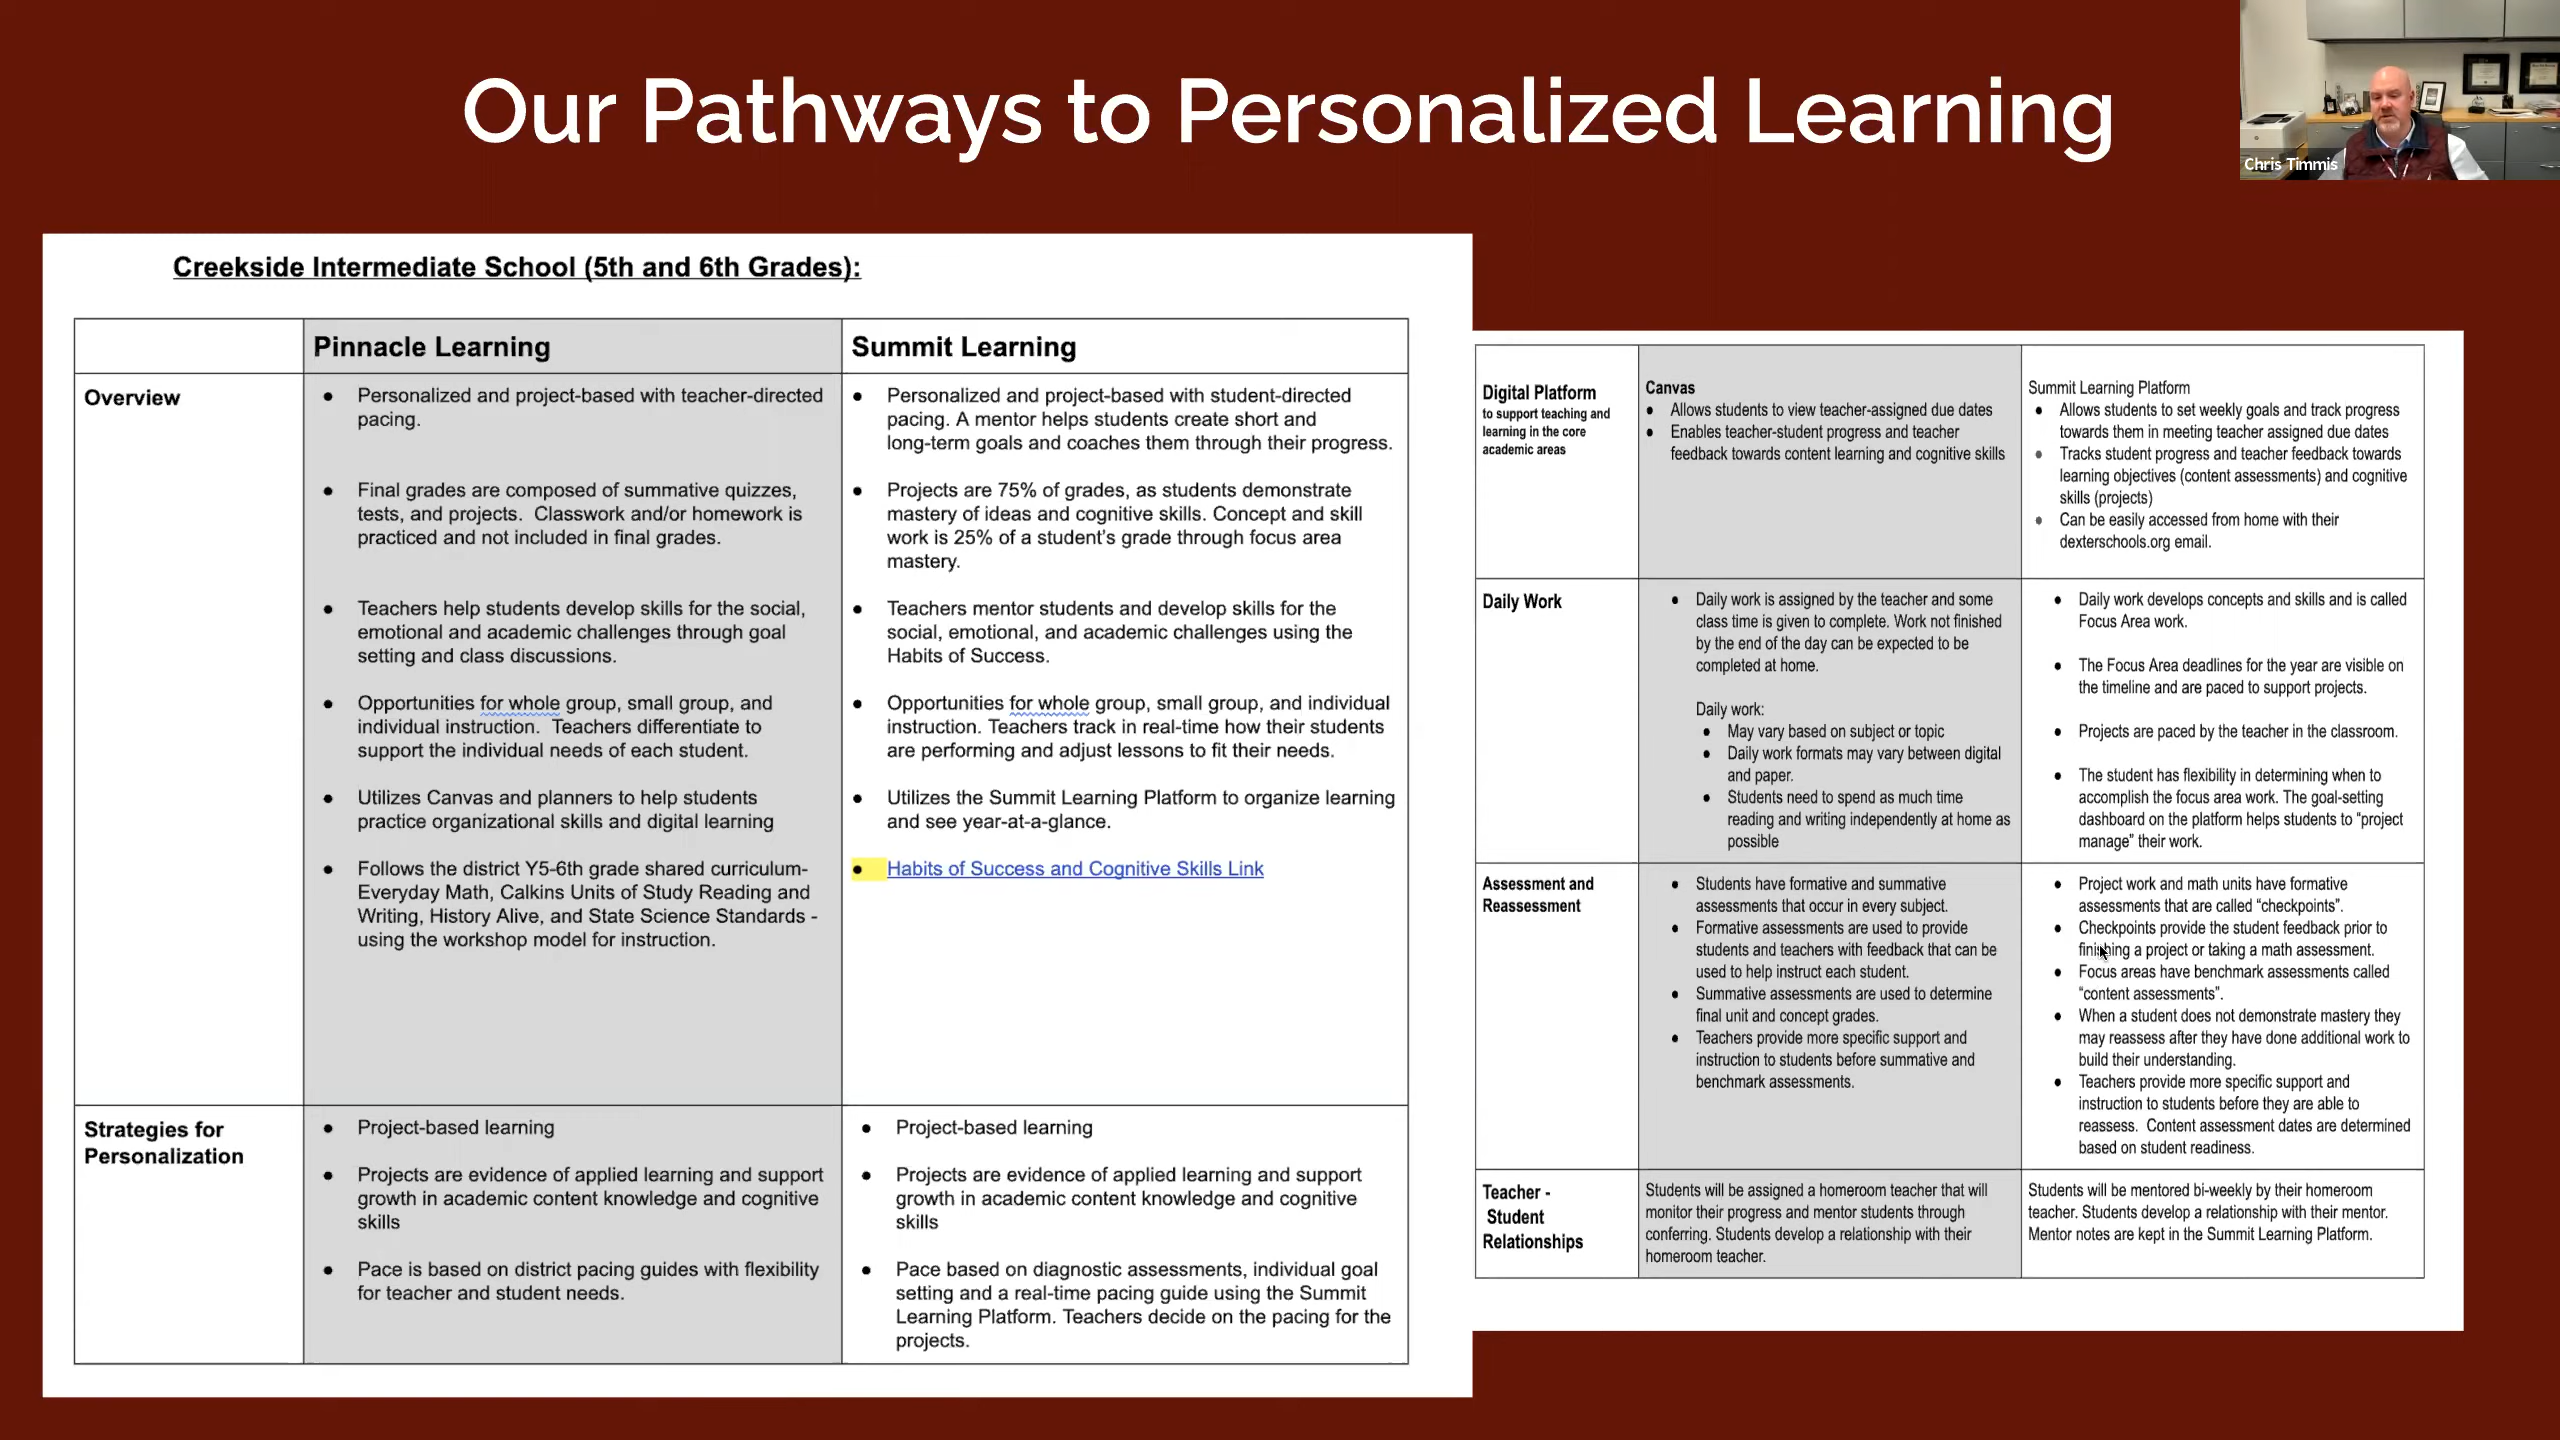 Our Pathways to Personalized Learning
Chris Timmis
Creekside Intermediate School (5th and 6th Grades):
Pinnacle Learning
Summit Learning
Overview
● Personalized and project-based with teacher-directed
pacing.
● Final grades are composed of summative quizzes,
tests, and projects. Classwork and/or homework is
practiced and not included in final grades.
● Teachers help students develop skills for the social,
emotional and academic challenges through goal
setting and class discussions.
● Opportunities for whole group, small group, and
individual instruction. Teachers differentiate to
support the individual needs of each student.
● Utilizes Canvas and planners to help students
practice organizational skills and digital learning
● Follows the district Y5-6th grade shared curriculum-
Everyday Math, Calkins Units of Study Reading and
Writing, History Alive, and State Science Standards -
using the workshop model for instruction.
● Personalized and project-based with student-directed
pacing. A mentor helps students create short and
long-term goals and coaches them through their progress.
● Projects are 75% of grades, as students demonstrate
mastery of ideas and cognitive skills. Concept and skill
work is 25% of a student's grade through focus area
mastery.
● Teachers mentor students and develop skills for the
social, emotional, and academic challenges using the
Habits of Success.
● Opportunities for whole group, small group, and individual
instruction. Teachers track in real-time how their students
are performing and adjust lessons to fit their needs.
● Utilizes the Summit Learning Platform to organize learning
and see year-at-a-glance.
● Habits of Success and Cognitive Skills Link
Strategies for
Personalization
● Project-based learning
● Projects are evidence of applied learning and support
growth in academic content knowledge and cognitive
skills
● Pace is based on district pacing guides with flexibility
for teacher and student needs.
● Project-based learning
● Projects are evidence of applied learning and support
growth in academic content knowledge and cognitive
skills
● Pace based on diagnostic assessments, individual goal
setting and a real-time pacing guide using the Summit
Learning Platform. Teachers decide on the pacing for the
projects.
Digital Platform
to support teaching and
learning in the core
academic areas
Canvas
● Allows students to view teacher-assigned due dates
● Enables teacher-student progress and teacher
feedback towards content learning and cognitive skills
Summit Learning Platform
● Allows students to set weekly goals and track progress
towards them in meeting teacher assigned due dates
● Tracks student progress and teacher feedback towards
learning objectives (content assessments) and cognitive
skills (projects)
● Can be easily accessed from home with their
dexterschools.org email.
Daily Work
● Daily work is assigned by the teacher and some
class time is given to complete. Work not finished
by the end of the day can be expected to be
completed at home.
Daily work:
● May vary based on subject or topic
● Daily work formats may vary between digital
and paper.
● Students need to spend as much time
reading and writing independently at home as
possible
● Daily work develops concepts and skills and is called
Focus Area work.
● The Focus Area deadlines for the year are visible on
the timeline and are paced to support projects.
● Projects are paced by the teacher in the classroom.
● The student has flexibility in determining when to
accomplish the focus area work. The goal-setting
dashboard on the platform helps students to “project
manage” their work.
Assessment and
Reassessment
● Students have formative and summative
assessments that occur in every subject.
● Formative assessments are used to provide
students and teachers with feedback that can be
used to help instruct each student.
● Summative assessments are used to determine
final unit and concept grades.
● Teachers provide more specific support and
instruction to students before summative and
benchmark assessments.
● Project work and math units have formative
assessments that are called “checkpoints”.
● Checkpoints provide the student feedback prior to
finishing a project or taking a math assessment.
● Focus areas have benchmark assessments called
“content assessments”.
● When a student does not demonstrate mastery they
may reassess after they have done additional work to
build their understanding.
● Teachers provide more specific support and
instruction to students before they are able to
reassess. Content assessment dates are determined
based on student readiness.
Teacher -
Student
Relationships
Students will be assigned a homeroom teacher that will
monitor their progress and mentor students through
conferring. Students develop a relationship with their
homeroom teacher.
Students will be mentored bi-weekly by their homeroom
teacher. Students develop a relationship with their mentor.
Mentor notes are kept in the Summit Learning Platform.